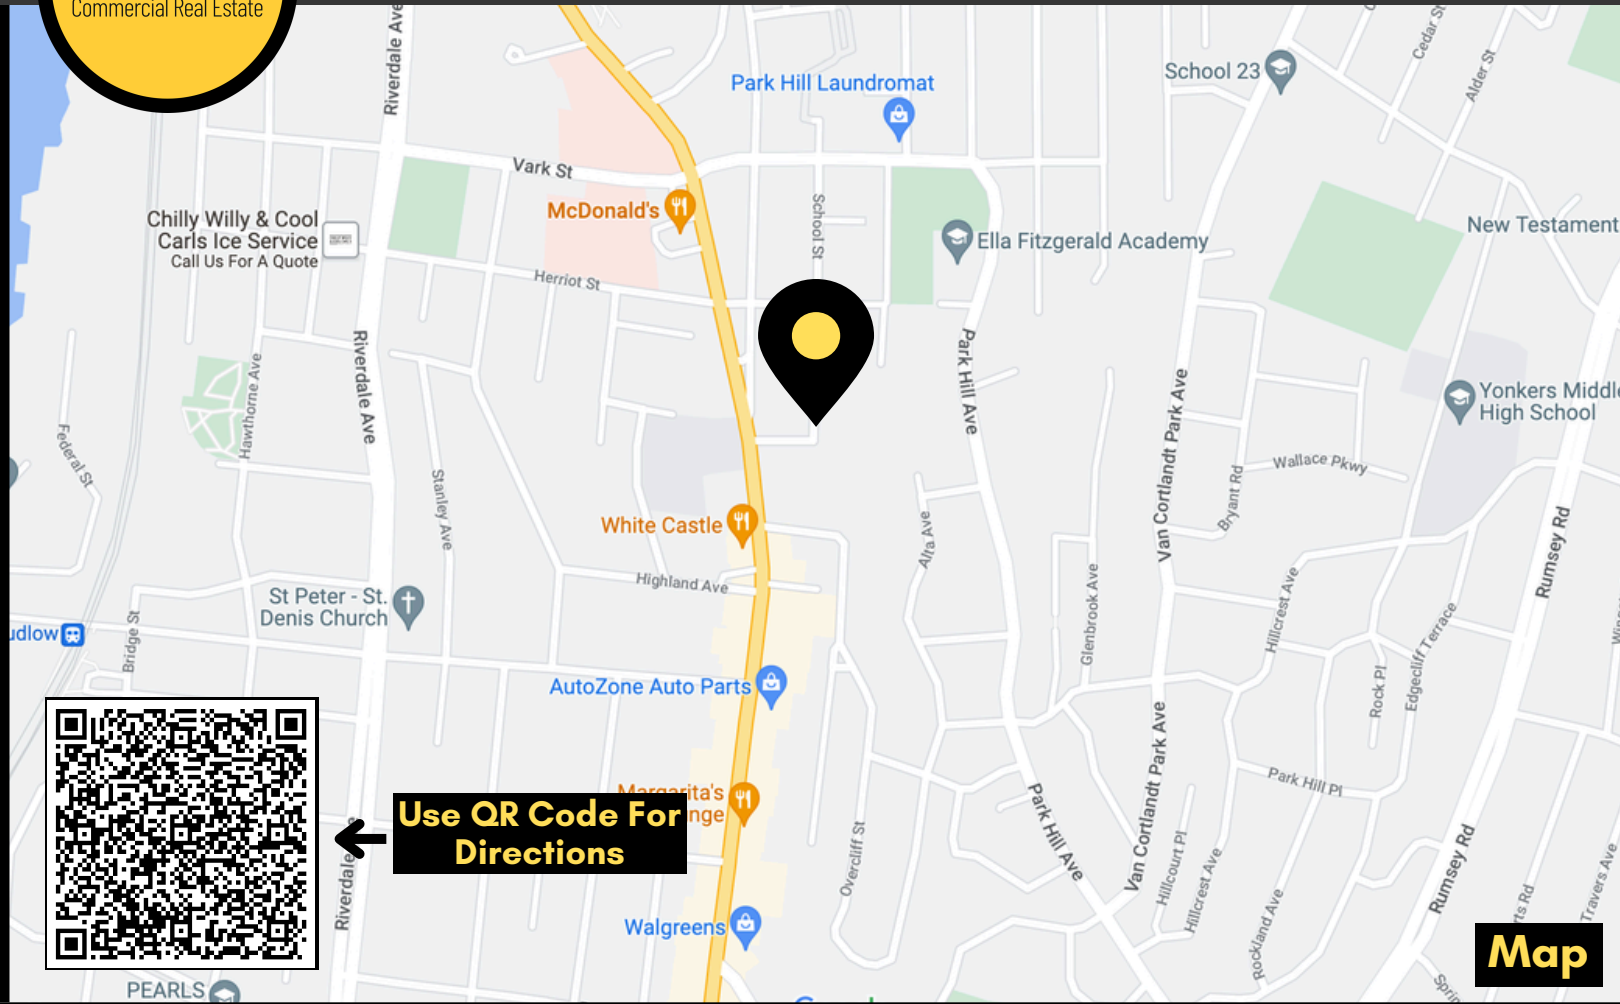 Commercial Real Estate
Riverdale Ave
Cedar St
Alder St
School 23
Park Hill Laundromat
Vark St
McDonald's
School St
Chilly Willy & Cool
Carls Ice Service
Call Us For A Quote
Ella Fitzgerald Academy
New Testament
Herriot St
Riverdale Ave
Hawthorne Ave
Park Hill Ave
Van Cortlandt Park Ave
Yonkers Middle
High School
Federal St
Stanley Ave
Wallace Pkwy
Bryant Rd
White Castle
Alta Ave
Rumsey Rd
Highland Ave
Glenbrook Ave
Hillcrest Ave
St Peter - St.
Denis Church
Bridge St
udlow
Edgecliff Terrace
Rock Pl
AutoZone Auto Parts
Van Cortlandt Park Ave
Park Hill Pl
Margarita's
nge
Use QR Code For
Directions
Park Hill Ave
Overcliff St
Hillcourt Pl
Hillcrest Ave
Rumsey Rd
Travers Ave
Riverdale
Walgreens
Rockland Ave
rts Rd
Map
PEARLS